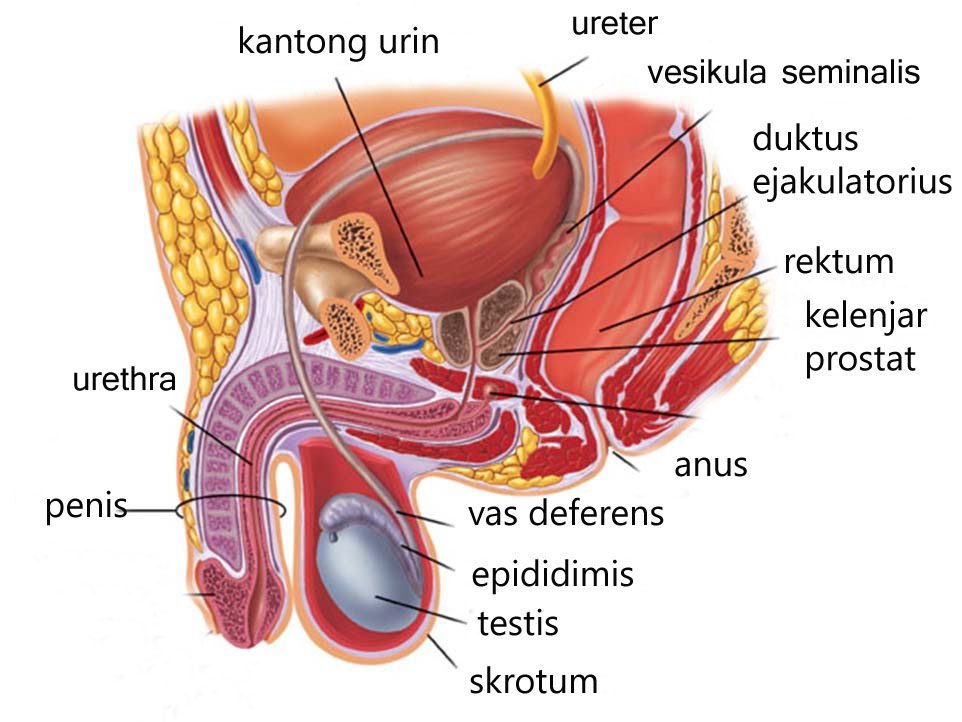 ureter
kantong urin
vesikula seminalis
duktus
ejakulatorius
rektum
kelenjar
prostat
urethra
anus
penis
vas deferens
epididimis
testis
skrotum